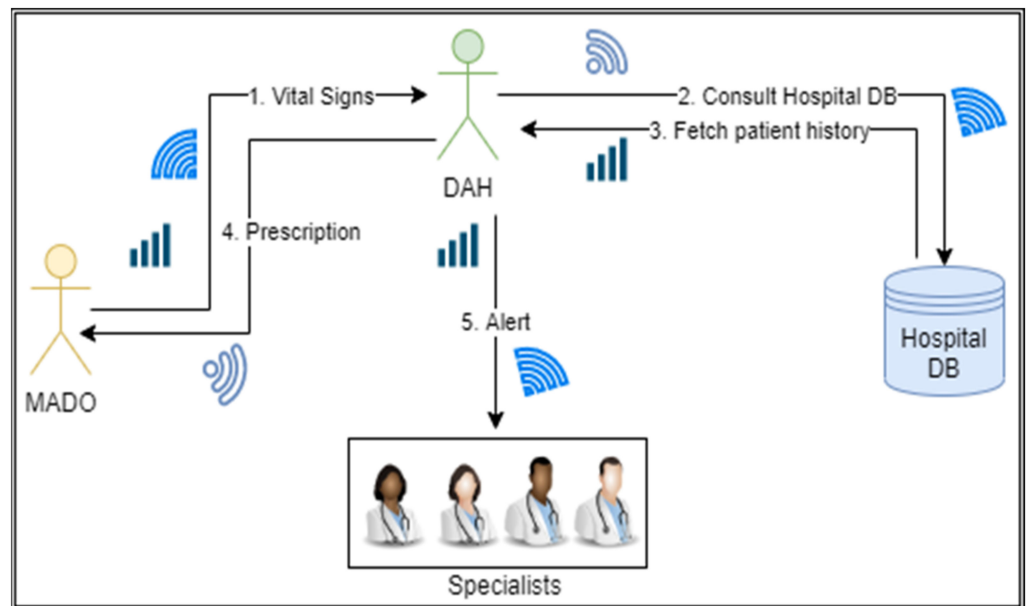 1. Vital Signs
2. Consult Hospital DB
3. Fetch patient history
DAH
4. Prescription
5. Alert
Hospital
DB
MADO
Specialists